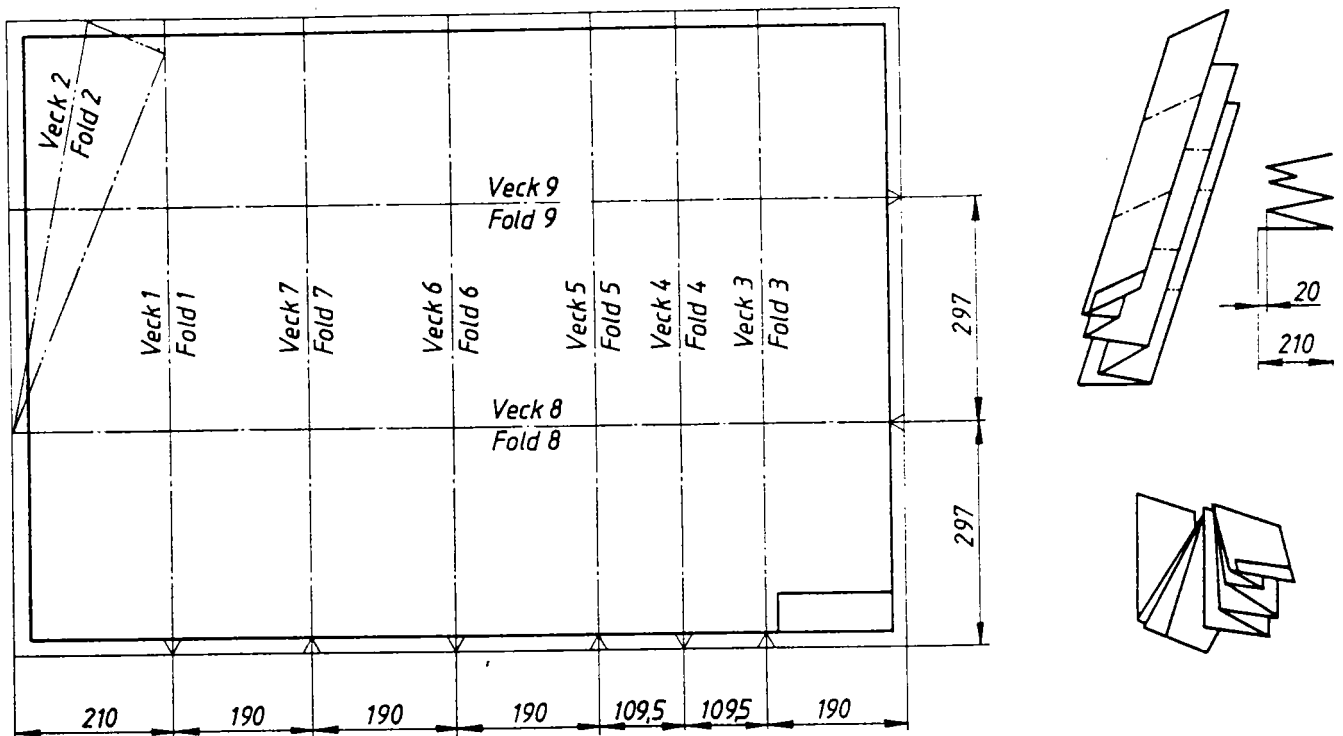 Veck 2
Fold 2
Veck 9
Fold 9
Veck 1
Fold 1
Veck 7
Fold 7
Veck 6
Fold 6
Veck 5
Fold 5
Veck 4
Fold 4
Veck 3
Fold 3
Veck 8
Fold 8
297
297
210
190
190
190
109,5
1095
190
20
210